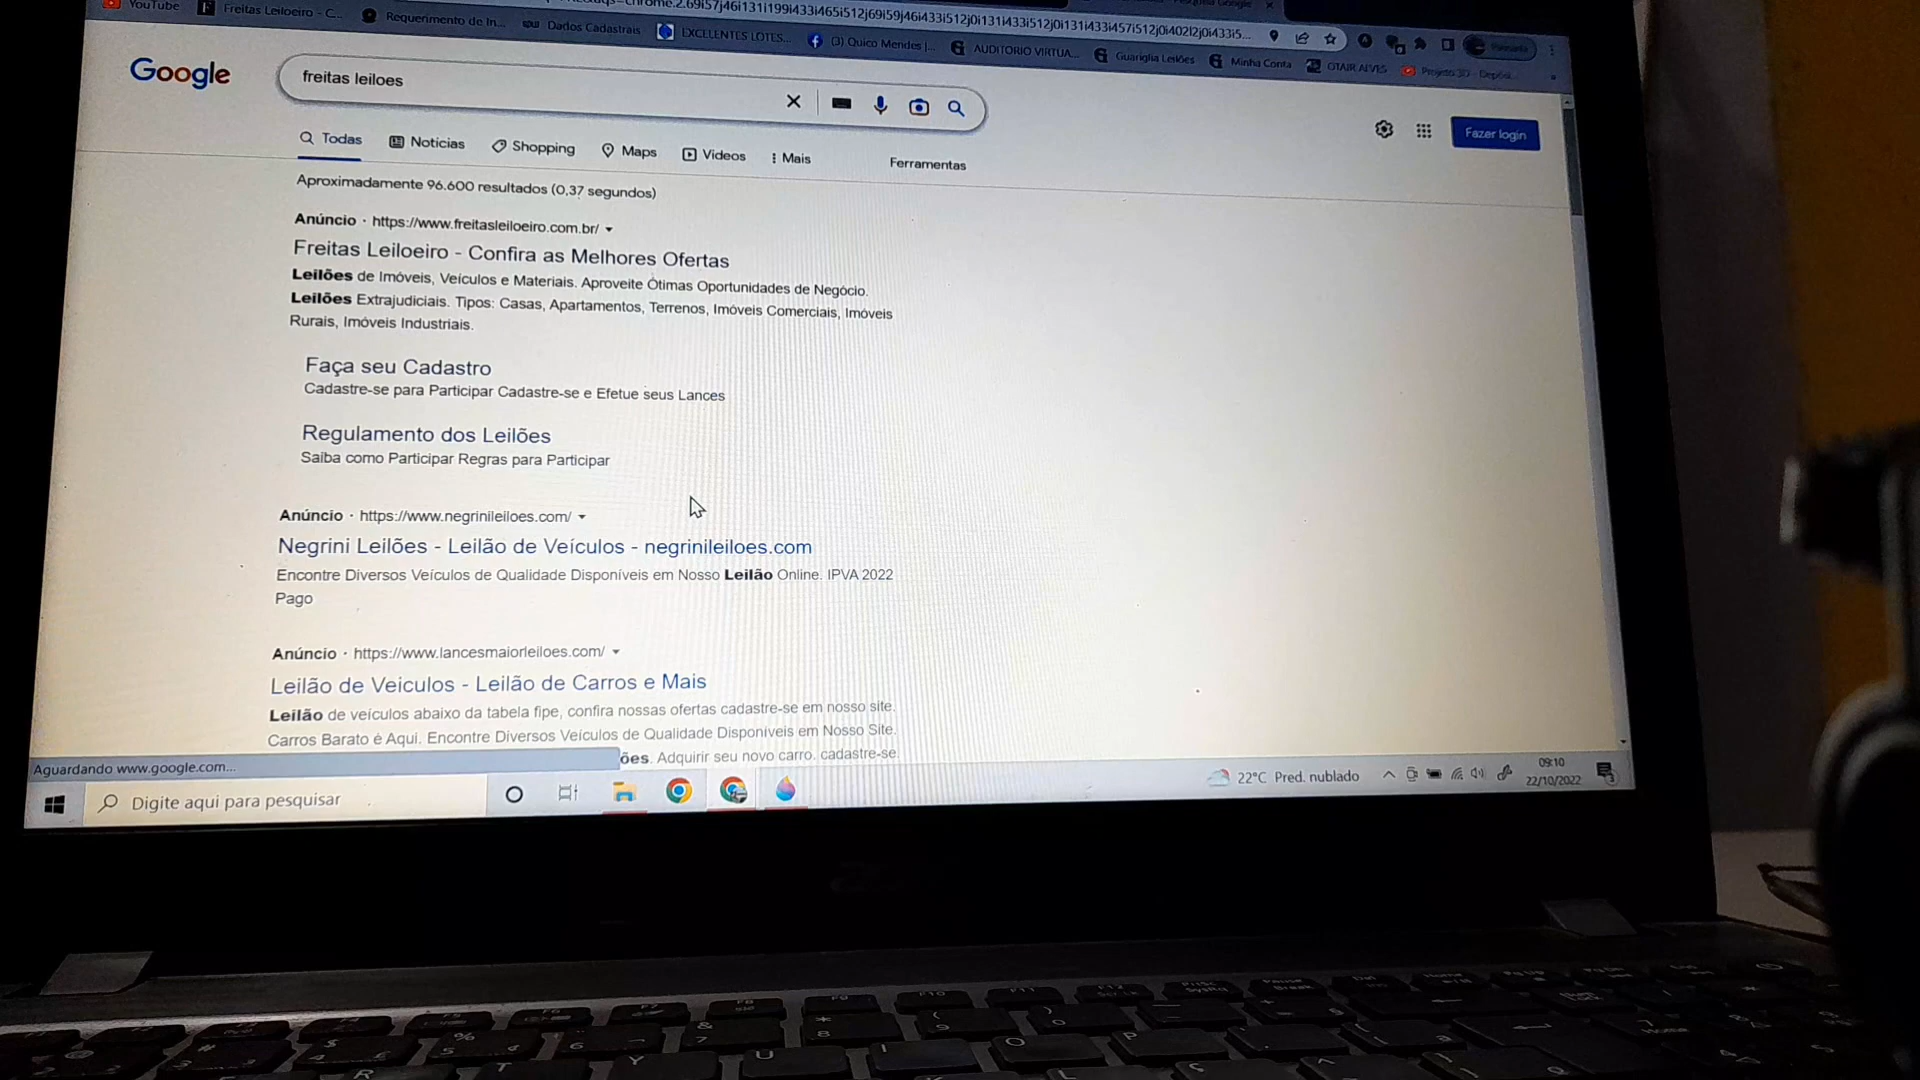 YouTube
Freitas Leiloeiro - C...
Requerimento de In...
Dados Cadastrais
EXCELENTES LOTES...
(3) Quico Mendes |...
AUDITORIO VIRTUA...
Guariglia Leilões
Minha Conta
OTAIR ALVES
Projeto 3D - Depósi...
Google
freitas leiloes
Todas
Notícias
Shopping
Maps
Vídeos
Mais
Ferramentas
Fazer login
Aproximadamente 96.600 resultados (0,37 segundos)
Anúncio · https://www.freitasleiloeiro.com.br/
Freitas Leiloeiro - Confira as Melhores Ofertas
Leilões de Imóveis, Veículos e Materiais. Aproveite Ótimas Oportunidades de Negócio.
Leilões Extrajudiciais. Tipos: Casas, Apartamentos, Terrenos, Imóveis Comerciais, Imóveis
Rurais, Imóveis Industriais.
Faça seu Cadastro
Cadastre-se para Participar Cadastre-se e Efetue seus Lances
Regulamento dos Leilões
Saiba como Participar Regras para Participar
Anúncio · https://www.negrinileiloes.com/
Negrini Leilões - Leilão de Veículos - negrinileiloes.com
Encontre Diversos Veículos de Qualidade Disponíveis em Nosso Leilão Online. IPVA 2022
Pago
Anúncio · https://www.lancesmaiorleiloes.com/
Leilão de Veiculos - Leilão de Carros e Mais
Leilão de veículos abaixo da tabela fipe, confira nossas ofertas cadastre-se em nosso site.
Carros Barato é Aqui. Encontre Diversos Veículos de Qualidade Disponíveis em Nosso Site.
ões. Adquirir seu novo carro, cadastre-se.
Aguardando www.google.com...
Digite aqui para pesquisar
22°C Pred. nublado
09:10
22/10/2022